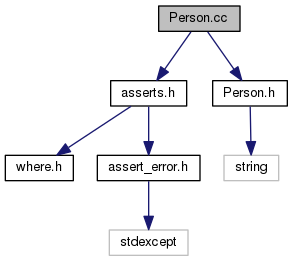 Person.cc
asserts.h
Person.h
where.h
assert_error.h
string
stdexcept